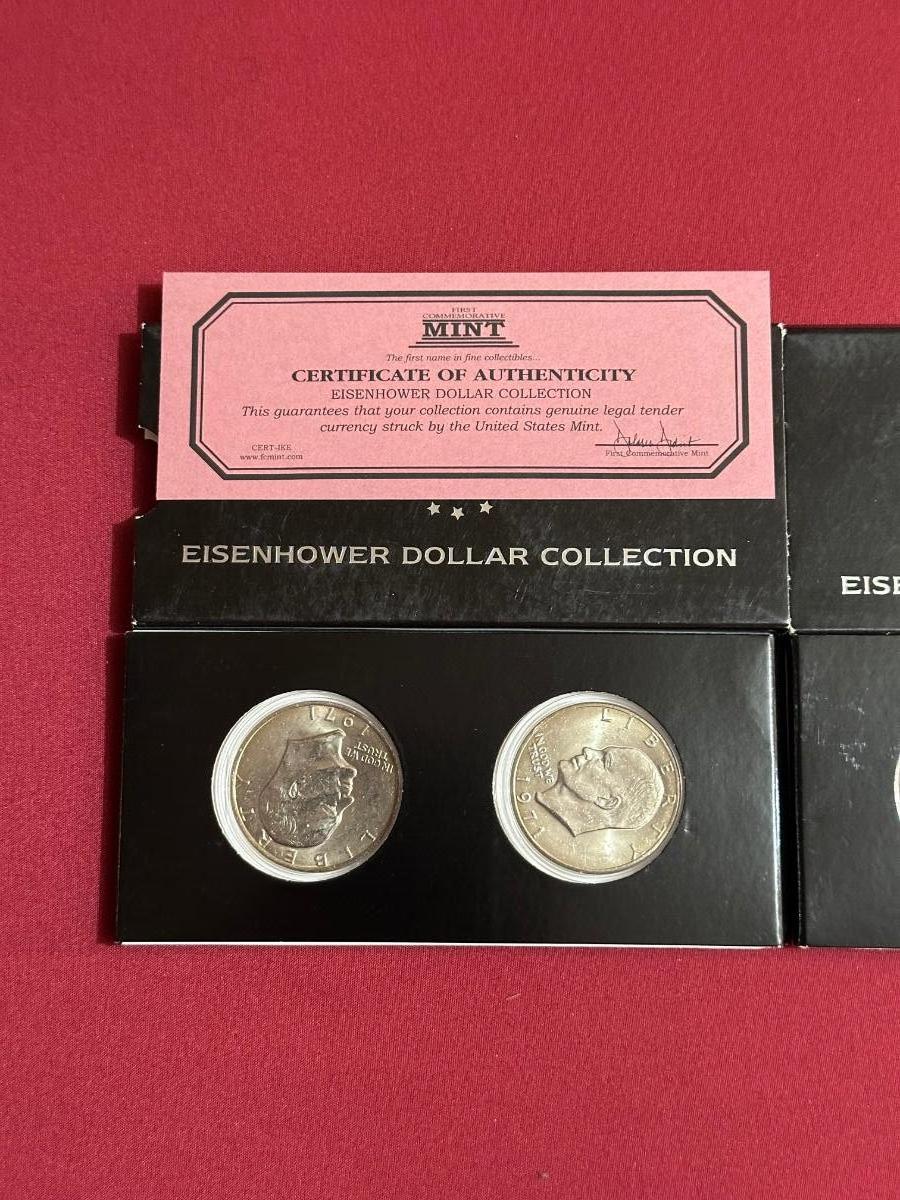 FIRST
COMMEMORATIVE
MINT
The first name in fine collectibles...
CERTIFICATE OF AUTHENTICITY
EISENHOWER DOLLAR COLLECTION
This guarantees that your collection contains genuine legal tender
currency struck by the United States Mint.
CERT-IKE
www.fcmint.com
First Commemorative Mint
EISENHOWER DOLLAR COLLECTION
EISE
LIBERTY
IN GOD WE
TRUST
1971
LIBERTY
IN GOD WE
TRUST
1971